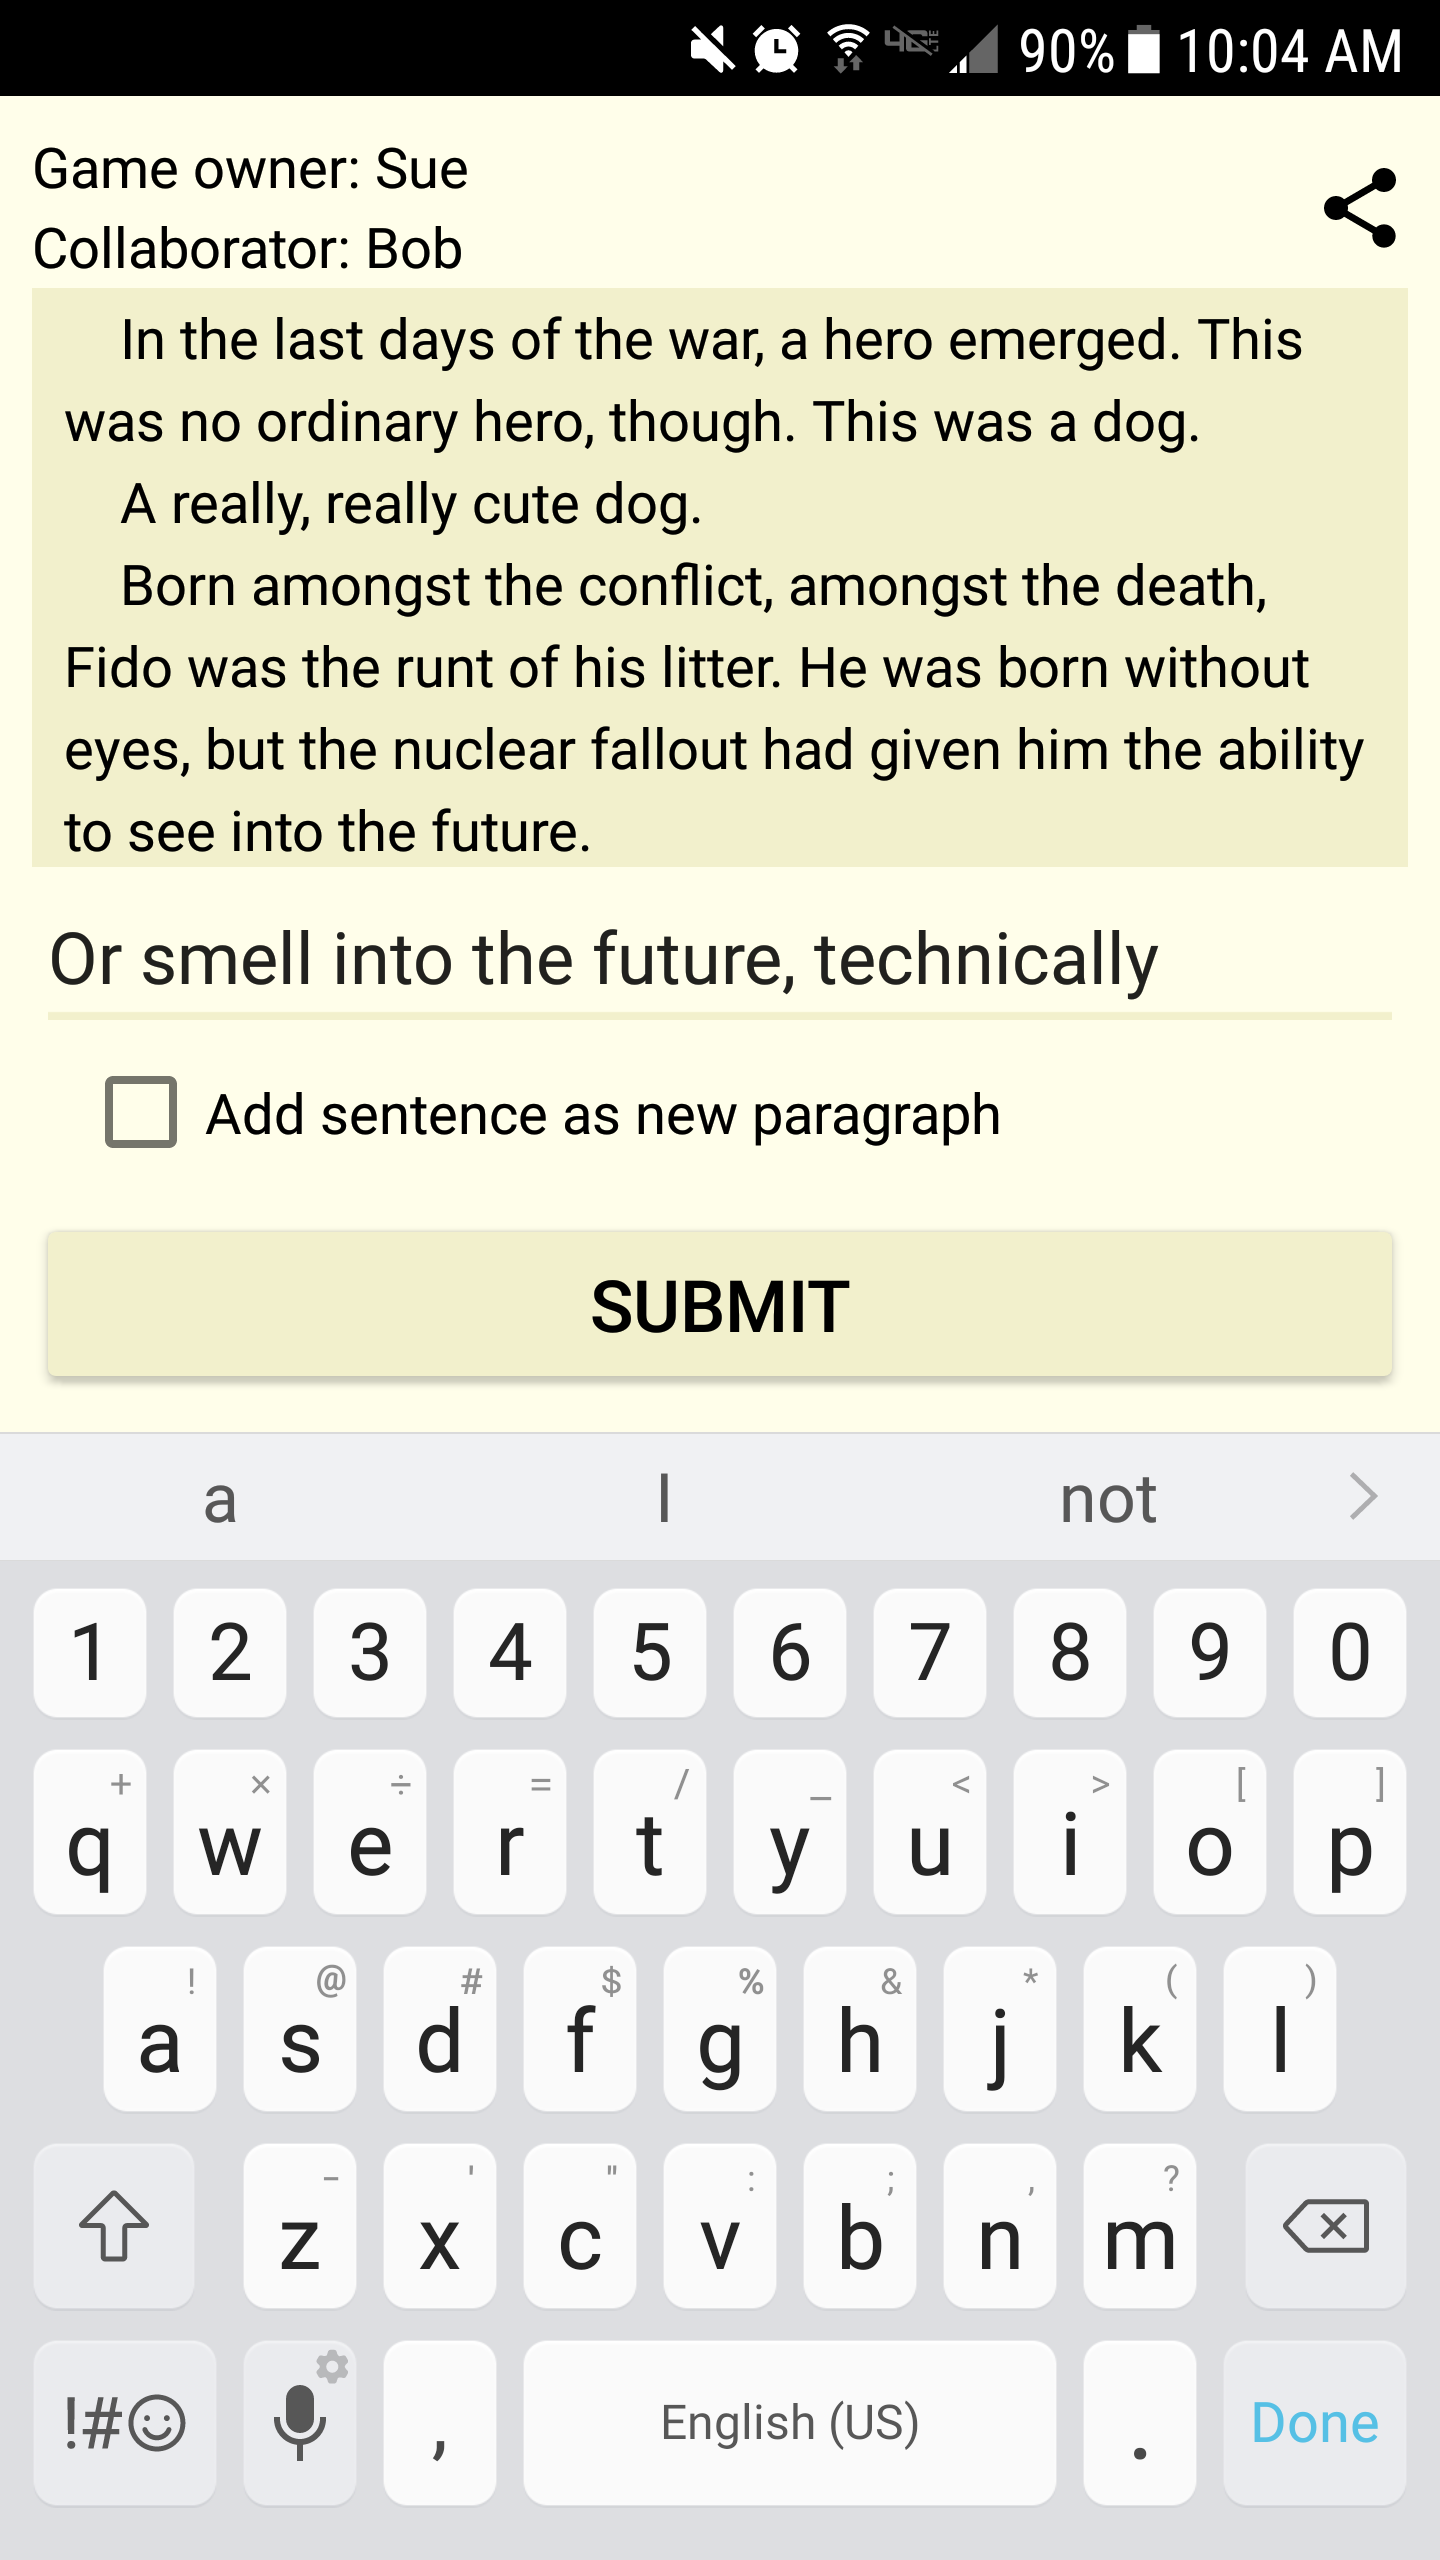 90% 10:04 AM
Game owner: Sue
Collaborator: Bob
In the last days of the war, a hero emerged. This
was no ordinary hero, though. This was a dog.
A really, really cute dog.
Born amongst the conflict, amongst the death,
Fido was the runt of his litter. He was born without
eyes, but the nuclear fallout had given him the ability
to see into the future.
Or smell into the future, technically
Add sentence as new paragraph
SUBMIT
a I not
1 2 3 4 5 6 7 8 9 0
+ × ÷ = / _ < > [ ]
q w e r t y u i o p
! @ # $ % & * ( )
a s d f g h j k l
- ' " : ; , ?
z x c v b n m
!# , English (US) . Done